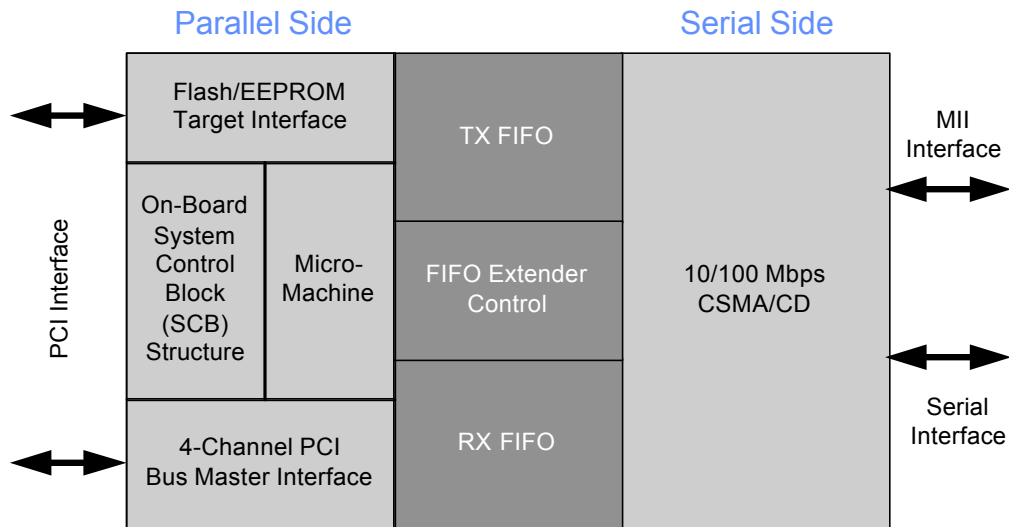 Parallel Side
Serial Side
Flash/EEPROM
Target Interface
On-Board
System
Control
Block
(SCB)
Structure
Micro-
Machine
4-Channel PCI
Bus Master Interface
PCI Interface
TX FIFO
FIFO Extender
Control
RX FIFO
10/100 Mbps
CSMA/CD
MII
Interface
Serial
Interface